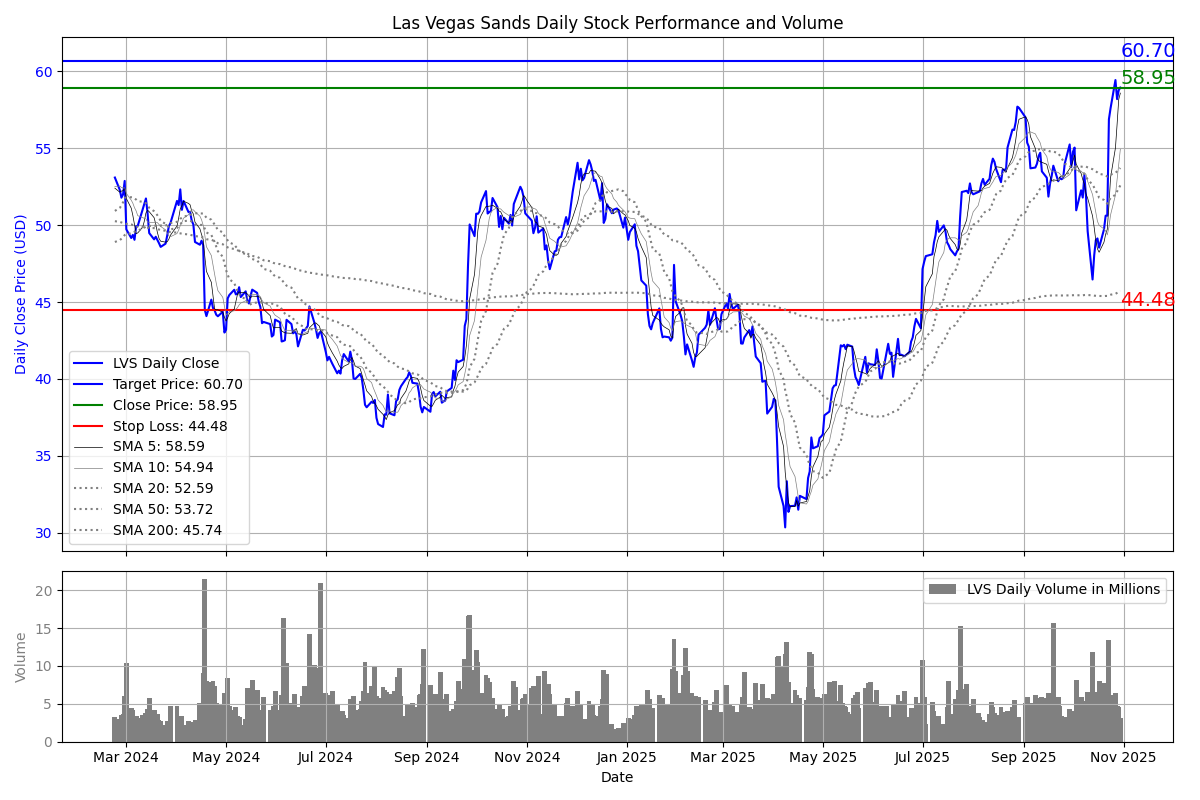 Las Vegas Sands Daily Stock Performance and Volume
Daily Close Price (USD)
60
55
50
45
40
35
30
60.70
58.95
44.48
LVS Daily Close
Target Price: 60.70
Close Price: 58.95
Stop Loss: 44.48
SMA 5: 58.59
SMA 10: 54.94
SMA 20: 52.59
SMA 50: 53.72
SMA 200: 45.74
Volume
20
15
10
5
0
LVS Daily Volume in Millions
Mar 2024 May 2024 Jul 2024 Sep 2024 Nov 2024 Jan 2025 Mar 2025 May 2025 Jul 2025 Sep 2025 Nov 2025
Date